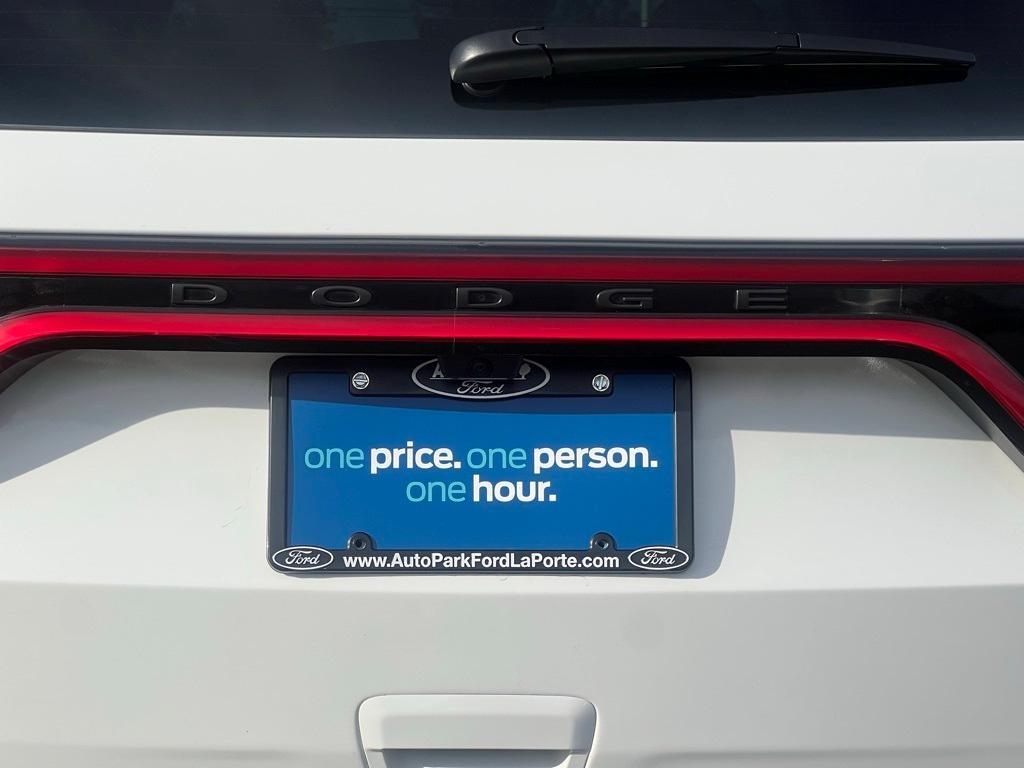 DODGE
Ford
one price. one person.
one hour.
Ford www.AutoParkFordLaPorte.com Ford